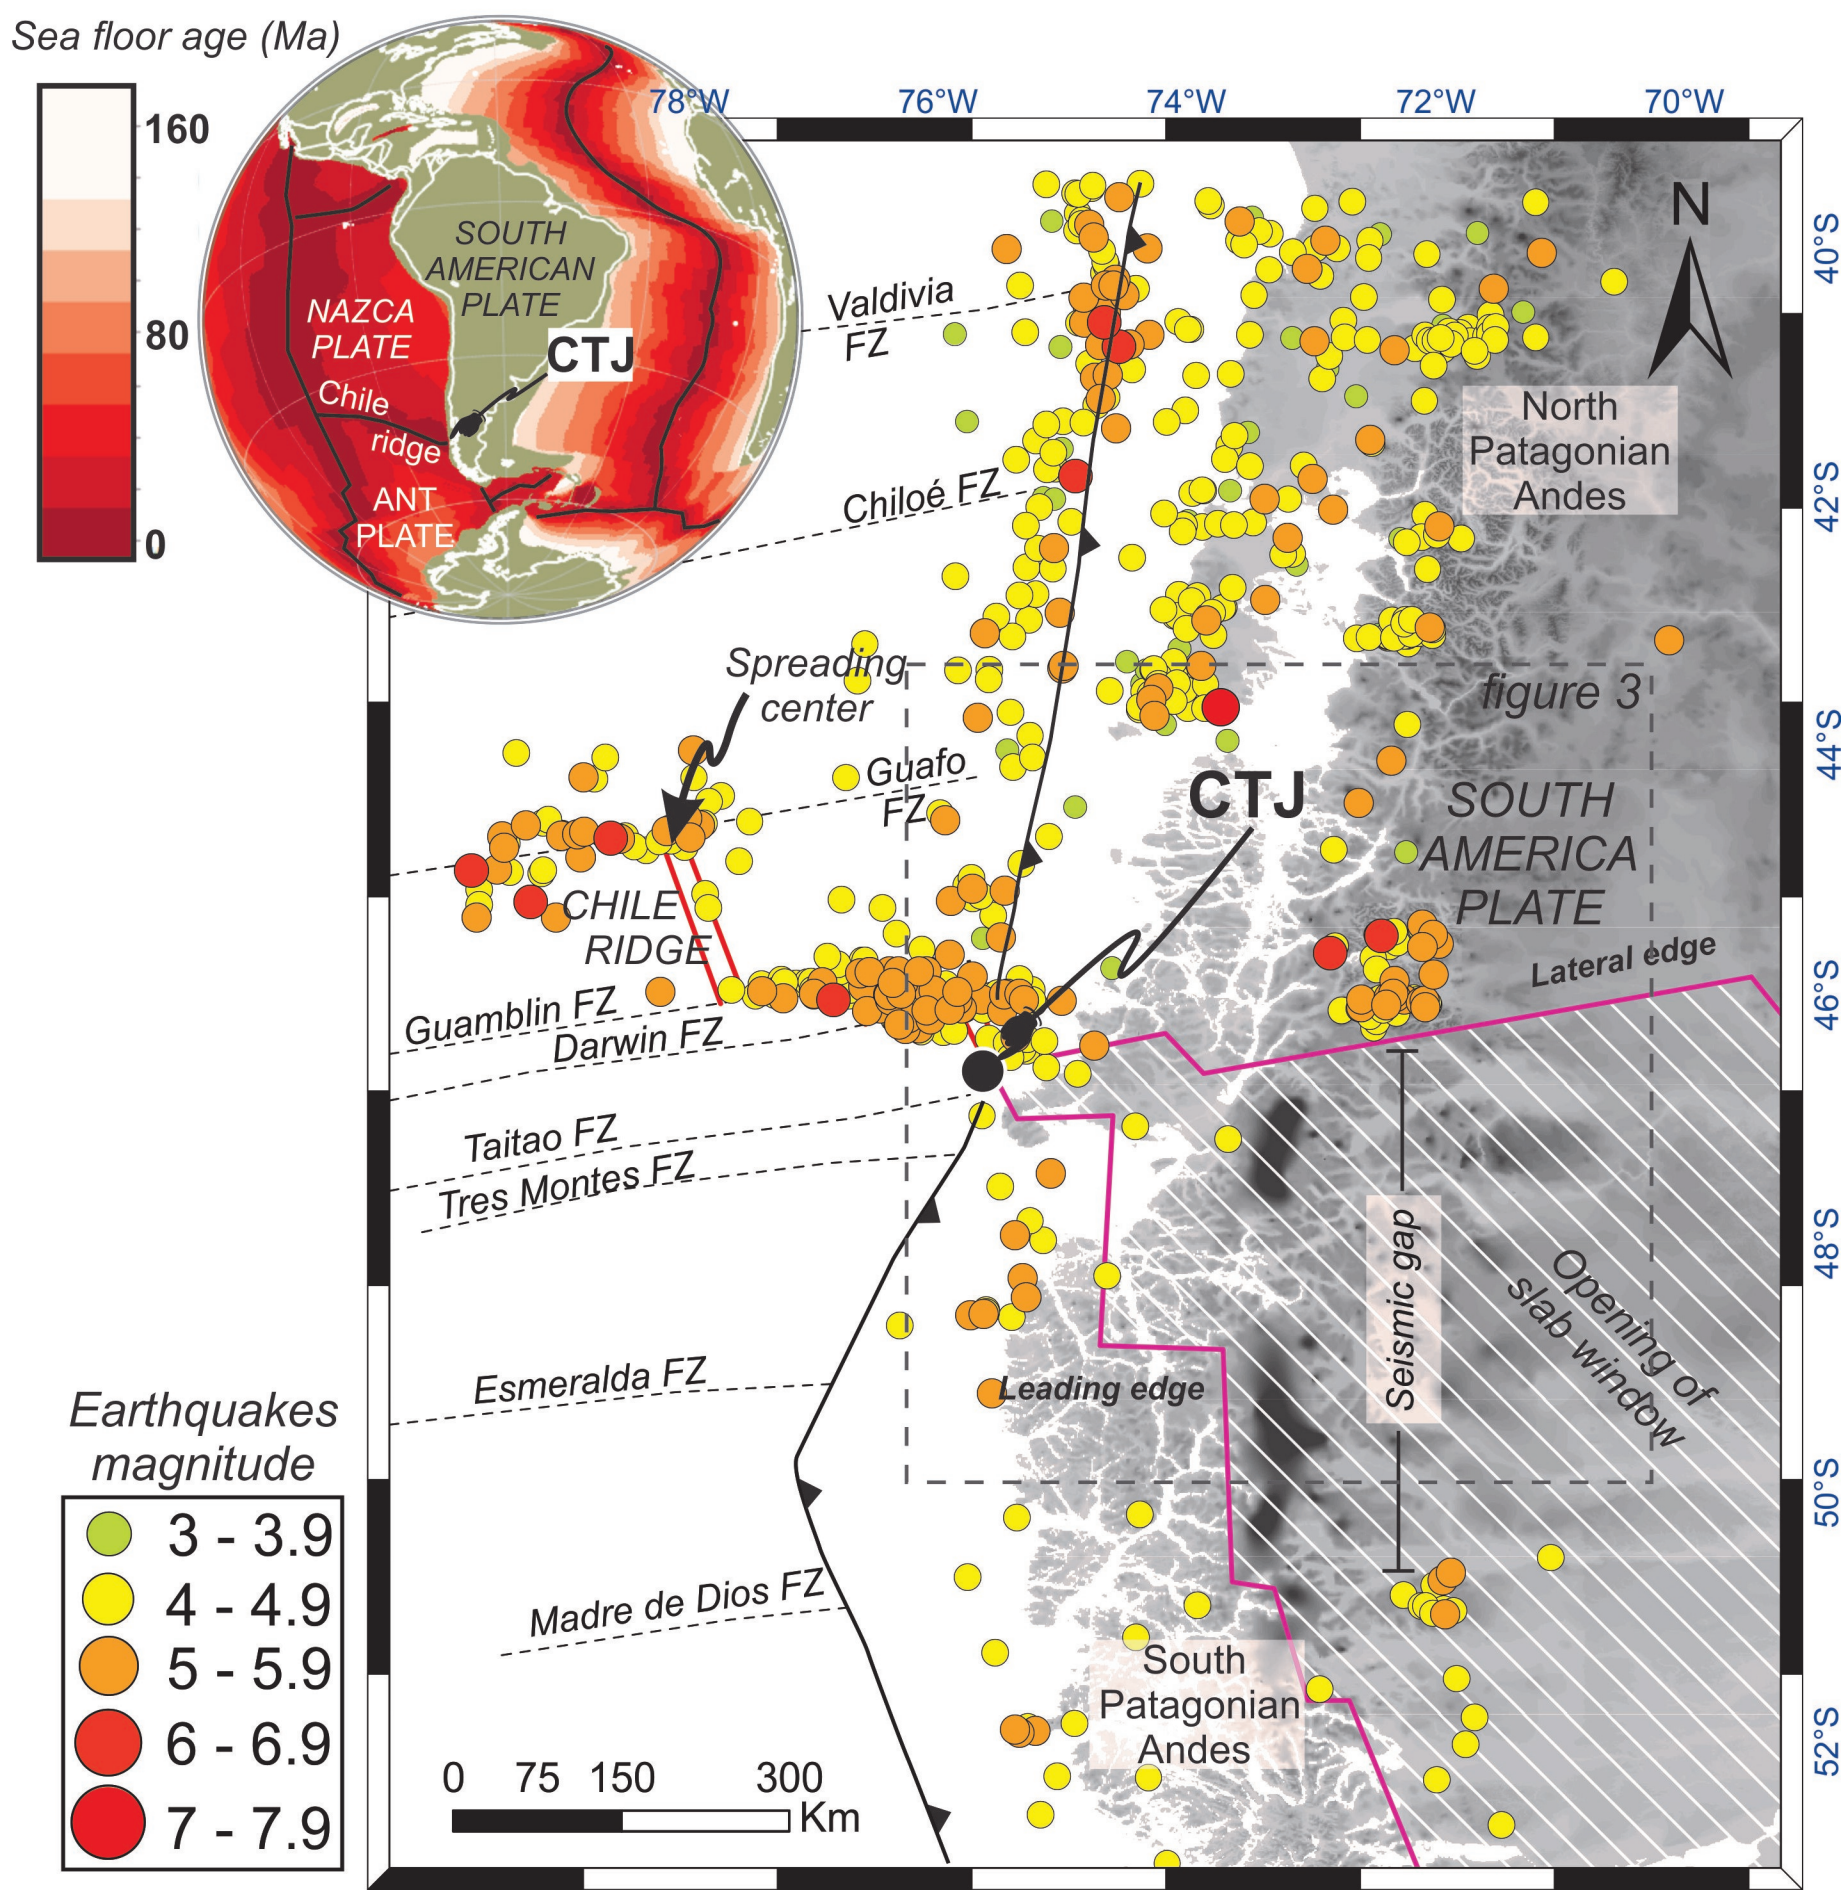 Sea floor age (Ma)
160
80
0
SOUTH
AMERICAN
PLATE
NAZCA
PLATE
CTJ
Chile
ridge
ANT
PLATE
78°W
76°W
74°W
72°W
70°W
40°S
42°S
44°S
46°S
48°S
50°S
52°S
N
Valdivia
FZ
North
Patagonian
Andes
Chiloé FZ
Spreading
center
figure 3
Guafo
FZ
CTJ
SOUTH
AMERICA
PLATE
CHILE
RIDGE
Lateral edge
Guamblin FZ
Darwin FZ
Taitao FZ
Tres Montes FZ
Seismic gap
Opening of
slab window
Esmeralda FZ
Leading edge
Madre de Dios FZ
South
Patagonian
Andes
Earthquakes
magnitude
3 - 3.9
4 - 4.9
5 - 5.9
6 - 6.9
7 - 7.9
0 75 150 300
Km